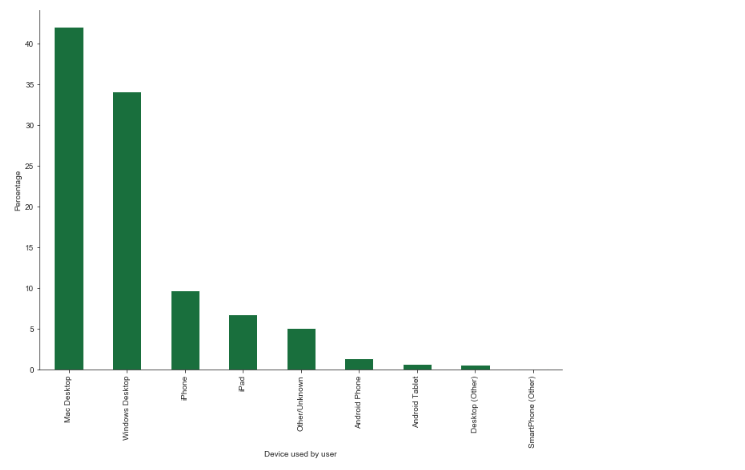 40
35
30
25
20
15
10
5
0
Percentage
Mac Desktop
Windows Desktop
iPhone
iPad
Other/Unknown
Android Phone
Android Tablet
Desktop (Other)
SmartPhone (Other)
Device used by user